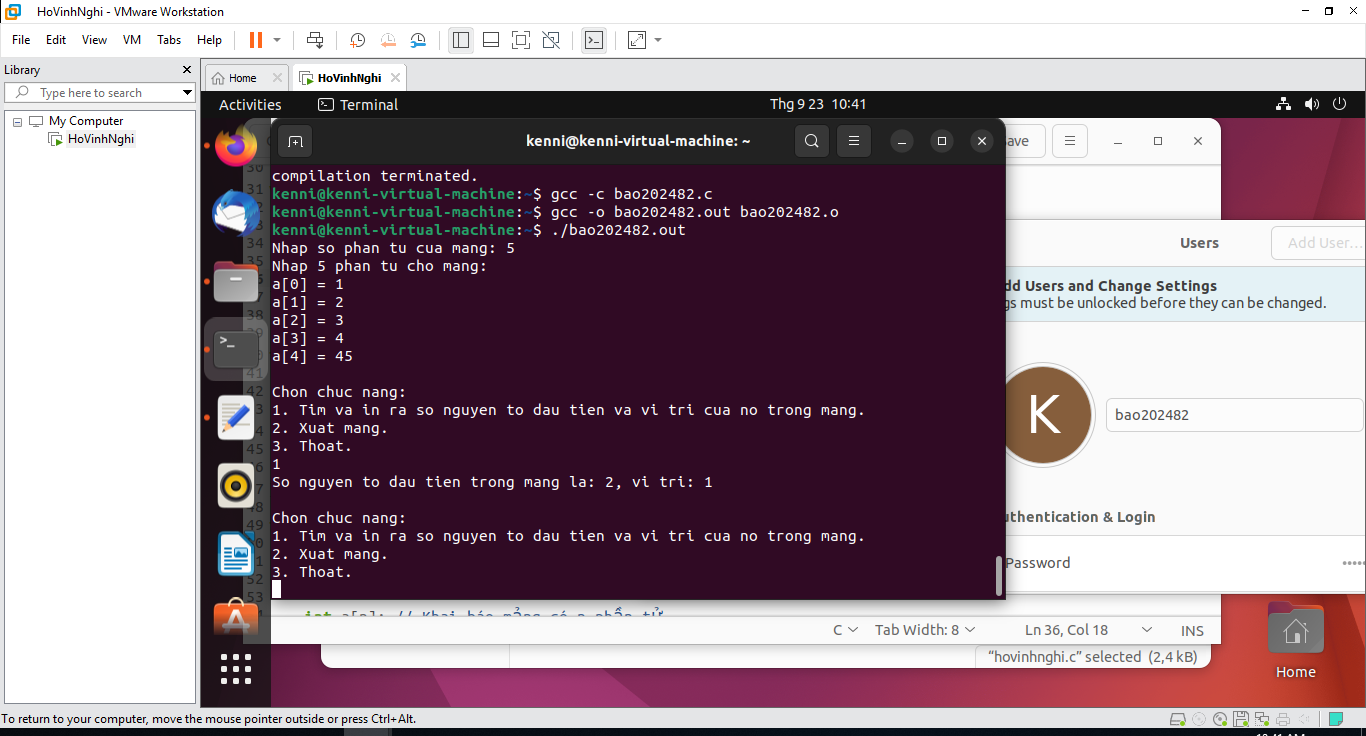 HoVinhNghi - VMware Workstation
File Edit View VM Tabs Help
Library
Type here to search
My Computer
HoVinhNghi
Home
HoVinhNghi
Activities
Terminal
Thg 9 23 10:41
kenni@kenni-virtual-machine: ~
compilation terminated.
kenni@kenni-virtual-machine:~$ gcc -c bao202482.c
kenni@kenni-virtual-machine:~$ gcc -o bao202482.out bao202482.o
kenni@kenni-virtual-machine:~$ ./bao202482.out
Nhap so phan tu cua mang: 5
Nhap 5 phan tu cho mang:
a[0] = 1
a[1] = 2
a[2] = 3
a[3] = 4
a[4] = 45
Chon chuc nang:
1. Tim va in ra so nguyen to dau tien va vi tri cua no trong mang.
2. Xuat mang.
3. Thoat.
1
So nguyen to dau tien trong mang la: 2, vi tri: 1
Chon chuc nang:
1. Tim va in ra so nguyen to dau tien va vi tri cua no trong mang.
2. Xuat mang.
3. Thoat.
ave
Users
Add User...
dd Users and Change Settings
gs must be unlocked before they can be changed.
K
bao202482
uthentication & Login
Password
C
Tab Width: 8
Ln 36, Col 18
INS
“hovinhnghi.c” selected (2,4 kB)
Home
To return to your computer, move the mouse pointer outside or press Ctrl+Alt.